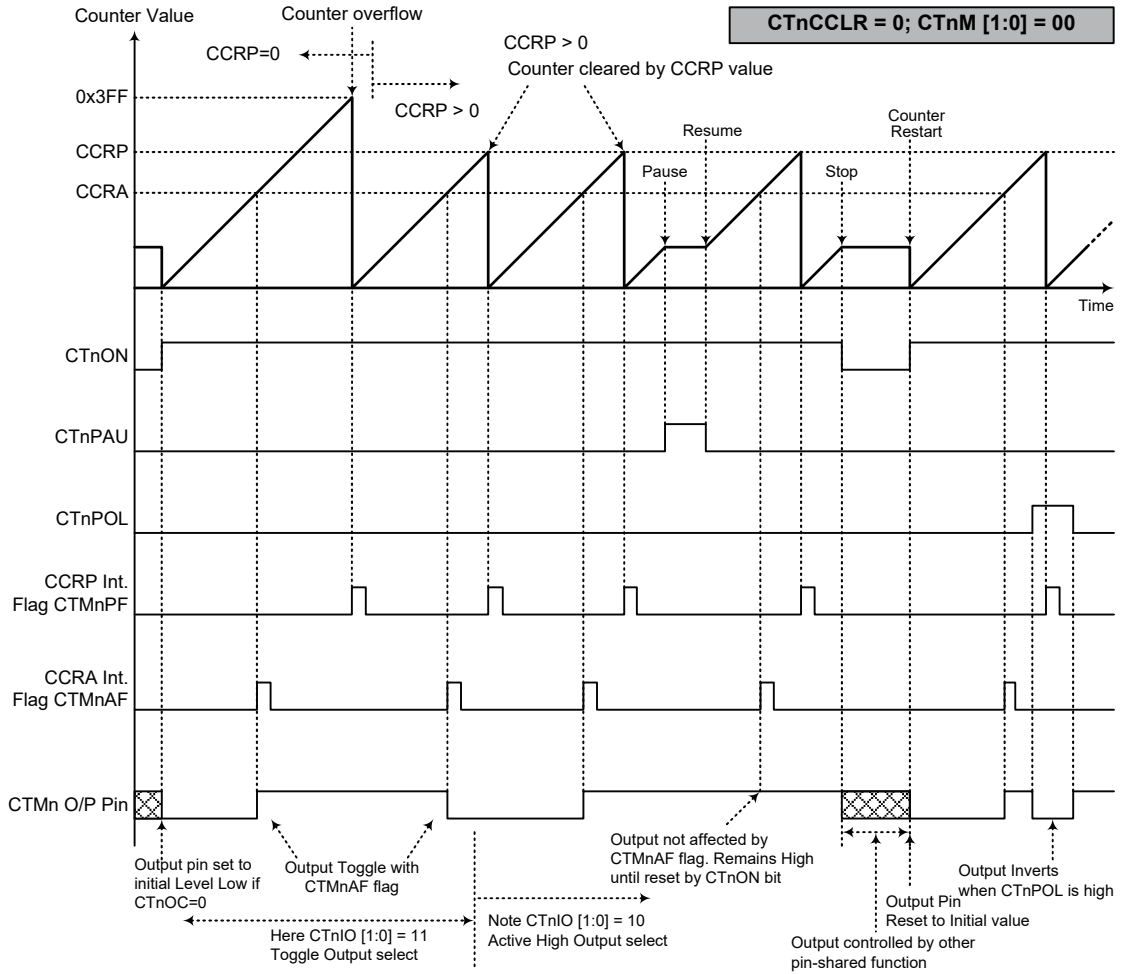 Counter Value
Counter overflow
CTnCCLR = 0; CTnM [1:0] = 00
CCRP=0
CCRP > 0
CCRP > 0
Counter cleared by CCRP value
0x3FF
CCRP
CCRA
Pause
Resume
Stop
Counter
Restart
Time
CTnON
CTnPAU
CTnPOL
CCRP Int.
Flag CTMnPF
CCRA Int.
Flag CTMnAF
CTMn O/P Pin
Output pin set to
initial Level Low if
CTnOC=0
Output Toggle with
CTMnAF flag
Here CTnIO [1:0] = 11
Toggle Output select
Note CTnIO [1:0] = 10
Active High Output select
Output not affected by
CTMnAF flag. Remains High
until reset by CTnON bit
Output controlled by other
pin-shared function
Output Pin
Reset to Initial value
Output Inverts
when CTnPOL is high